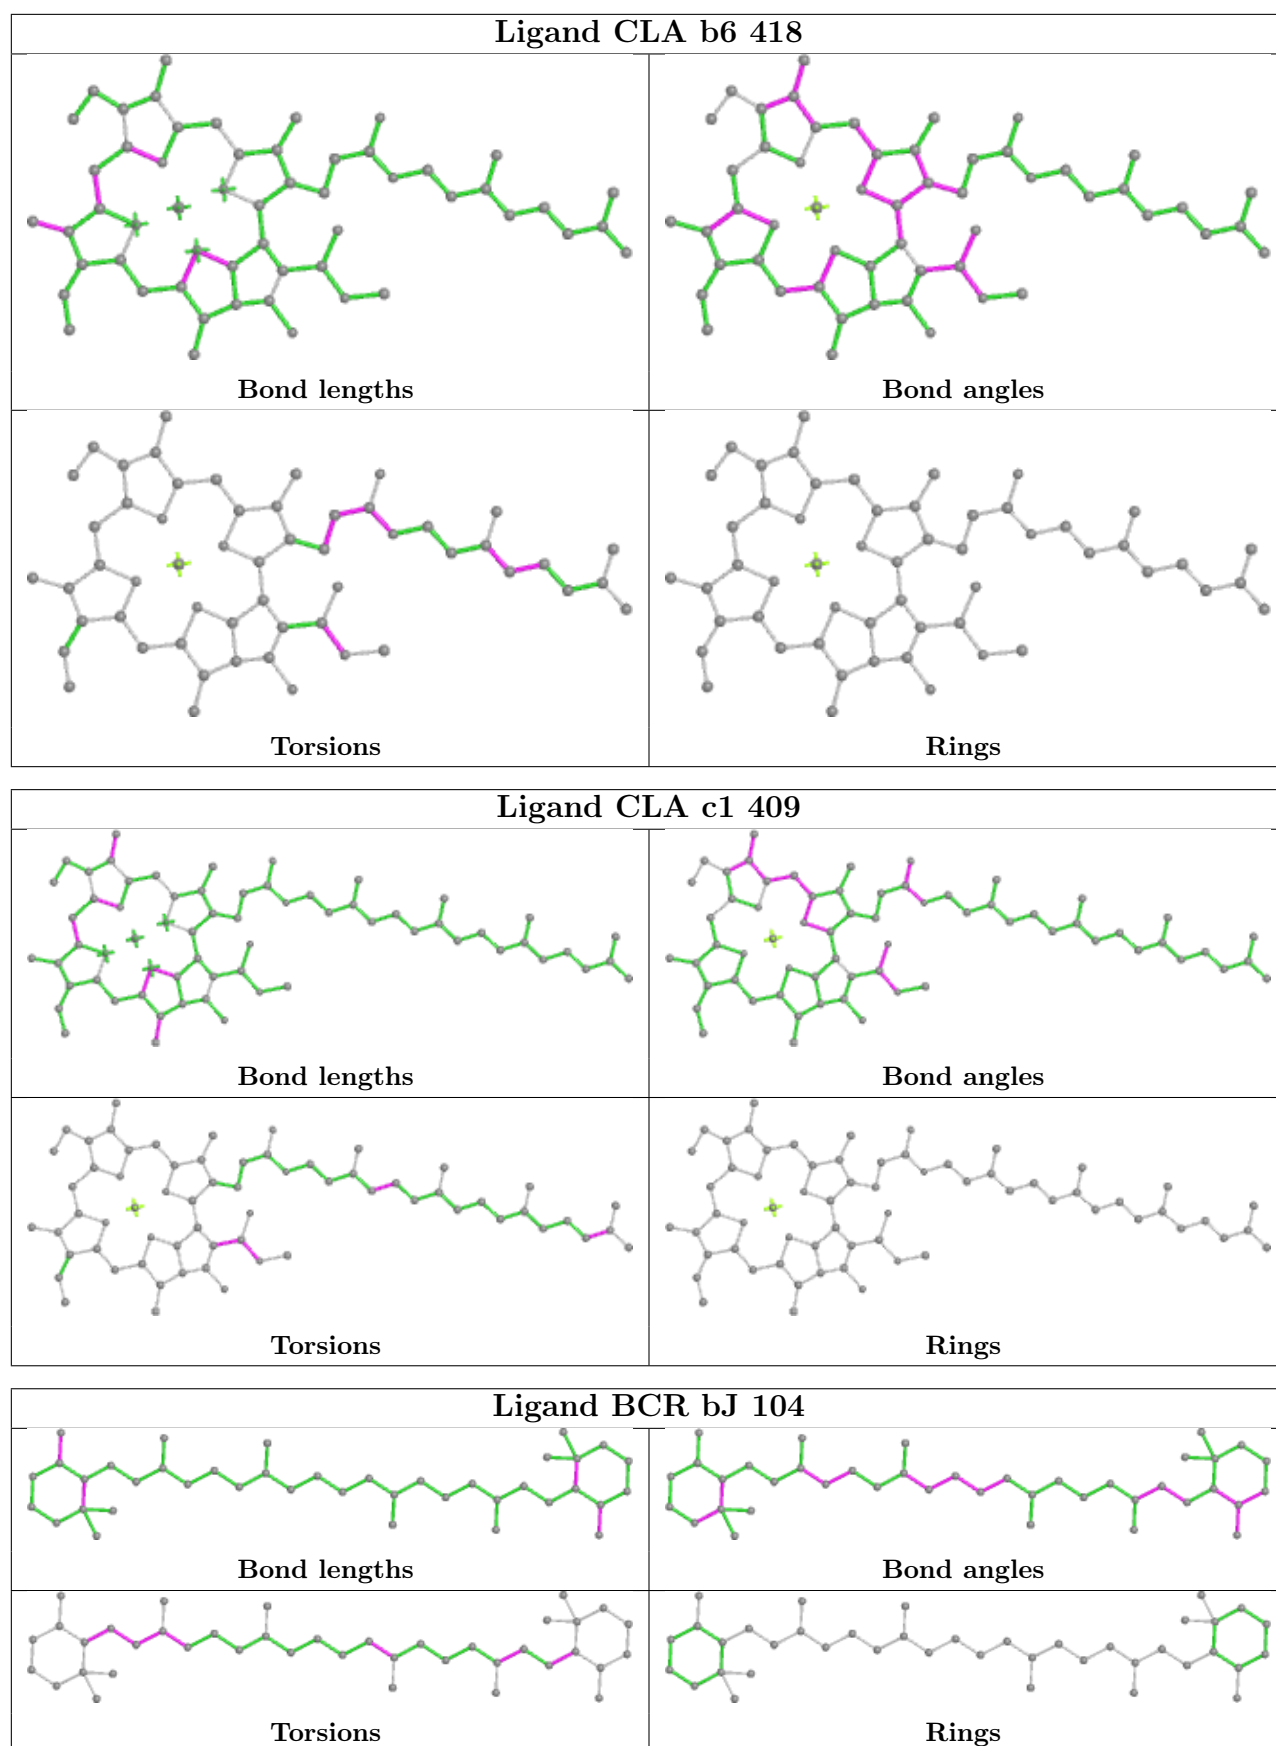 Ligand CLA b6 418
Bond lengths
Bond angles
Torsions
Rings
Ligand CLA c1 409
Bond lengths
Bond angles
Torsions
Rings
Ligand BCR bJ 104
Bond lengths
Bond angles
Torsions
Rings